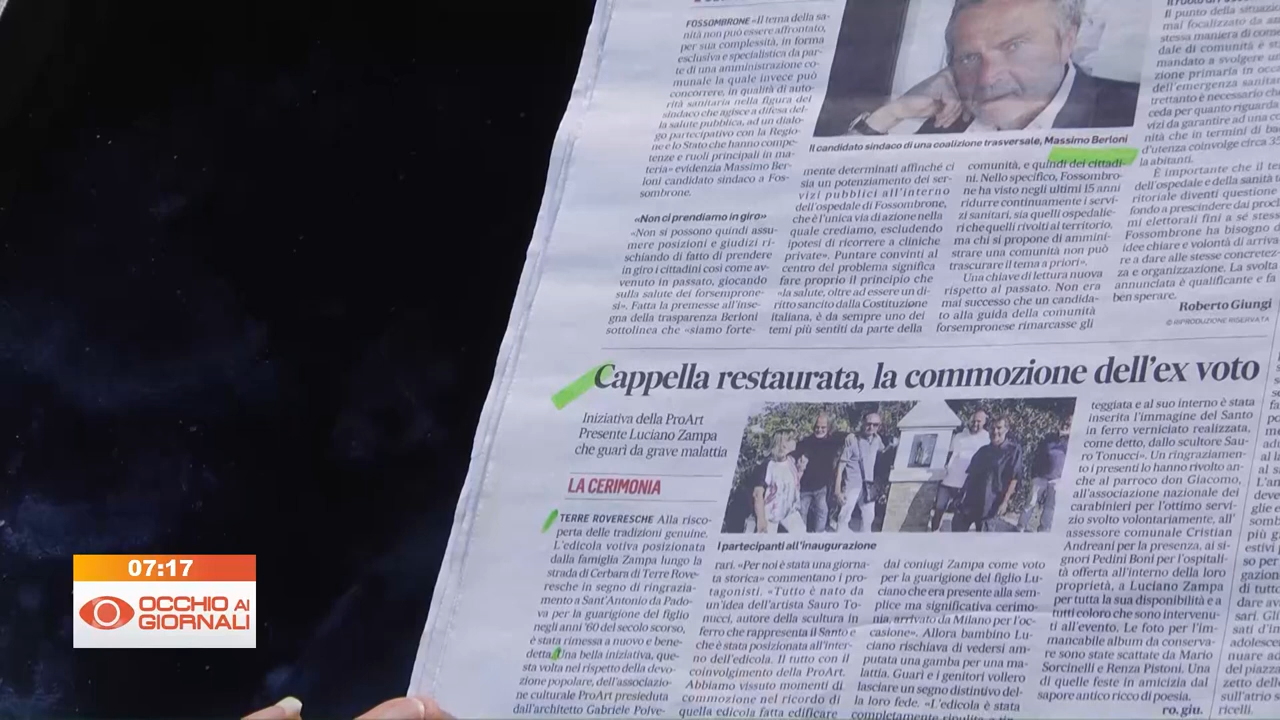 FOSSOMBRONE «Il tema della sa-
nità non può essere affrontato,
per sua complessità, in forma
esclusiva e specialistica da par-
te di una amministrazione co-
munale la quale invece può
concorrere, in qualità di auto-
rità sanitaria nella figura del
sindaco che agisce a difesa del-
la salute pubblica, ad un dialo-
go partecipativo con la Regio-
ne e lo Stato che hanno compe-
tenze e ruoli principali in ma-
teria» evidenzia Massimo Ber-
loni candidato sindaco a Fos-
sombrone.
«Non ci prendiamo in giro»
«Non si possono quindi assu-
mere posizioni e giudizi ri-
schiando di fatto di prendere
in giro i cittadini così come av-
venuto in passato, giocando
sulla salute dei forsemprone-
si». Fatta la premesse all'inse-
gna della trasparenza Berloni
sottolinea che «siamo forte-
Il candidato sindaco di una coalizione trasversale, Massimo Berloni
mente determinati affinché ci
sia un potenziamento dei ser-
vizi pubblici all'interno
dell'ospedale di Fossombrone,
che è l'unica via di azione nella
quale crediamo, escludendo
ipotesi di ricorrere a cliniche
private». Puntare convinti al
centro del problema significa
fare proprio il principio che
«la salute, oltre ad essere un di-
ritto sancito dalla Costituzione
italiana, è da sempre uno dei
temi più sentiti da parte della
comunità, e quindi dei cittadi-
ni. Nello specifico, Fossombro-
ne ha visto negli ultimi 15 anni
ridurre continuamente i servi-
zi sanitari, sia quelli ospedalie-
ri che quelli rivolti al territorio,
ma chi si propone di ammini-
strare una comunità non può
trascurare il tema a priori».
Una chiave di lettura nuova
rispetto al passato. Non era
mai successo che un candida-
to alla guida della comunità
forsempronese rimarcasse gli
Il punto della situazion
mai focalizzato da an
stessa maniera di come
dale di comunità è st
mandato a svolgere u
zione primaria in occ
dell'emergenza sanita
trettanto è necessario che
ceda per quanto riguarda
vizi da garantire ad una co
nità che in termini di ba
d'utenza coinvolge circa 35
la abitanti.
È importante che il te
dell'ospedale e della sanità t
ritoriale diventi questione
fondo a prescindere dai proc
mi elettorali fini a sé stess
Fossombrone ha bisogno d
idee chiare e volontà di arriva
re a dare alle stesse concretez-
za e organizzazione. La svolta
annunciata è qualificante e fa
ben sperare.
Roberto Giungi
© RIPRODUZIONE RISERVATA
Cappella restaurata, la commozione dell'ex voto
Iniziativa della ProArt
Presente Luciano Zampa
che guarì da grave malattia
LA CERIMONIA
TERRE ROVERESCHE Alla risco-
perta delle tradizioni genuine.
L'edicola votiva posizionata
dalla famiglia Zampa lungo la
strada di Cerbara di Terre Rove-
resche in segno di ringrazia-
mento a Sant'Antonio da Pado-
va per la guarigione del figlio
negli anni '60 del secolo scorso,
è stata rimessa a nuovo e bene-
detta. Una bella iniziativa, que-
sta volta nel rispetto della devo-
zione popolare, dell'associazio-
ne culturale ProArt presieduta
dall'architetto Gabriele Polve-
I partecipanti all'inaugurazione
rari. «Per noi è stata una giorna-
ta storica» commentano i pro-
tagonisti. «Tutto è nato da
un'idea dell'artista Sauro To-
nucci, autore della scultura in
ferro che rappresenta il Santo e
che è stata posizionata all'inter-
no dell'edicola. Il tutto con il
coinvolgimento della ProArt.
Abbiamo vissuto momenti di
commozione nel ricordo di
quella edicola fatta edificare
dai coniugi Zampa come voto
per la guarigione del figlio Lu-
ciano che era presente alla sem-
plice ma significativa cerimo-
nia, arrivato da Milano per l'oc-
casione». Allora bambino Lu-
ciano rischiava di vedersi am-
putata una gamba per una ma-
lattia. Guarì e i genitori vollero
lasciare un segno distintivo del-
la loro fede. «L'edicola è stata
completamente ripulita e
teggiata e al suo interno è stata
inserita l'immagine del Santo
in ferro verniciato realizzata,
come detto, dallo scultore Sau-
ro Tonucci». Un ringraziamen-
to i presenti lo hanno rivolto an-
che al parroco don Giacomo,
all'associazione nazionale dei
carabinieri per l'ottimo servi-
zio svolto volontariamente, all'
assessore comunale Cristian
Andreani per la presenza, ai si-
gnori Pedini Boni per l'ospitali-
tà offerta all'interno della loro
proprietà, a Luciano Zampa
per tutta la sua disponibilità e a
tutti coloro che sono intervenu-
ti all'evento. Le foto per l'im-
mancabile album da conserva-
re sono state scattate da Mario
Sorcinelli e Renza Pistoni. Una
di quelle feste in amicizia dal
sapore antico ricco di poesia.
ro. giu.
07:17
OCCHIO AI
GIORNALI